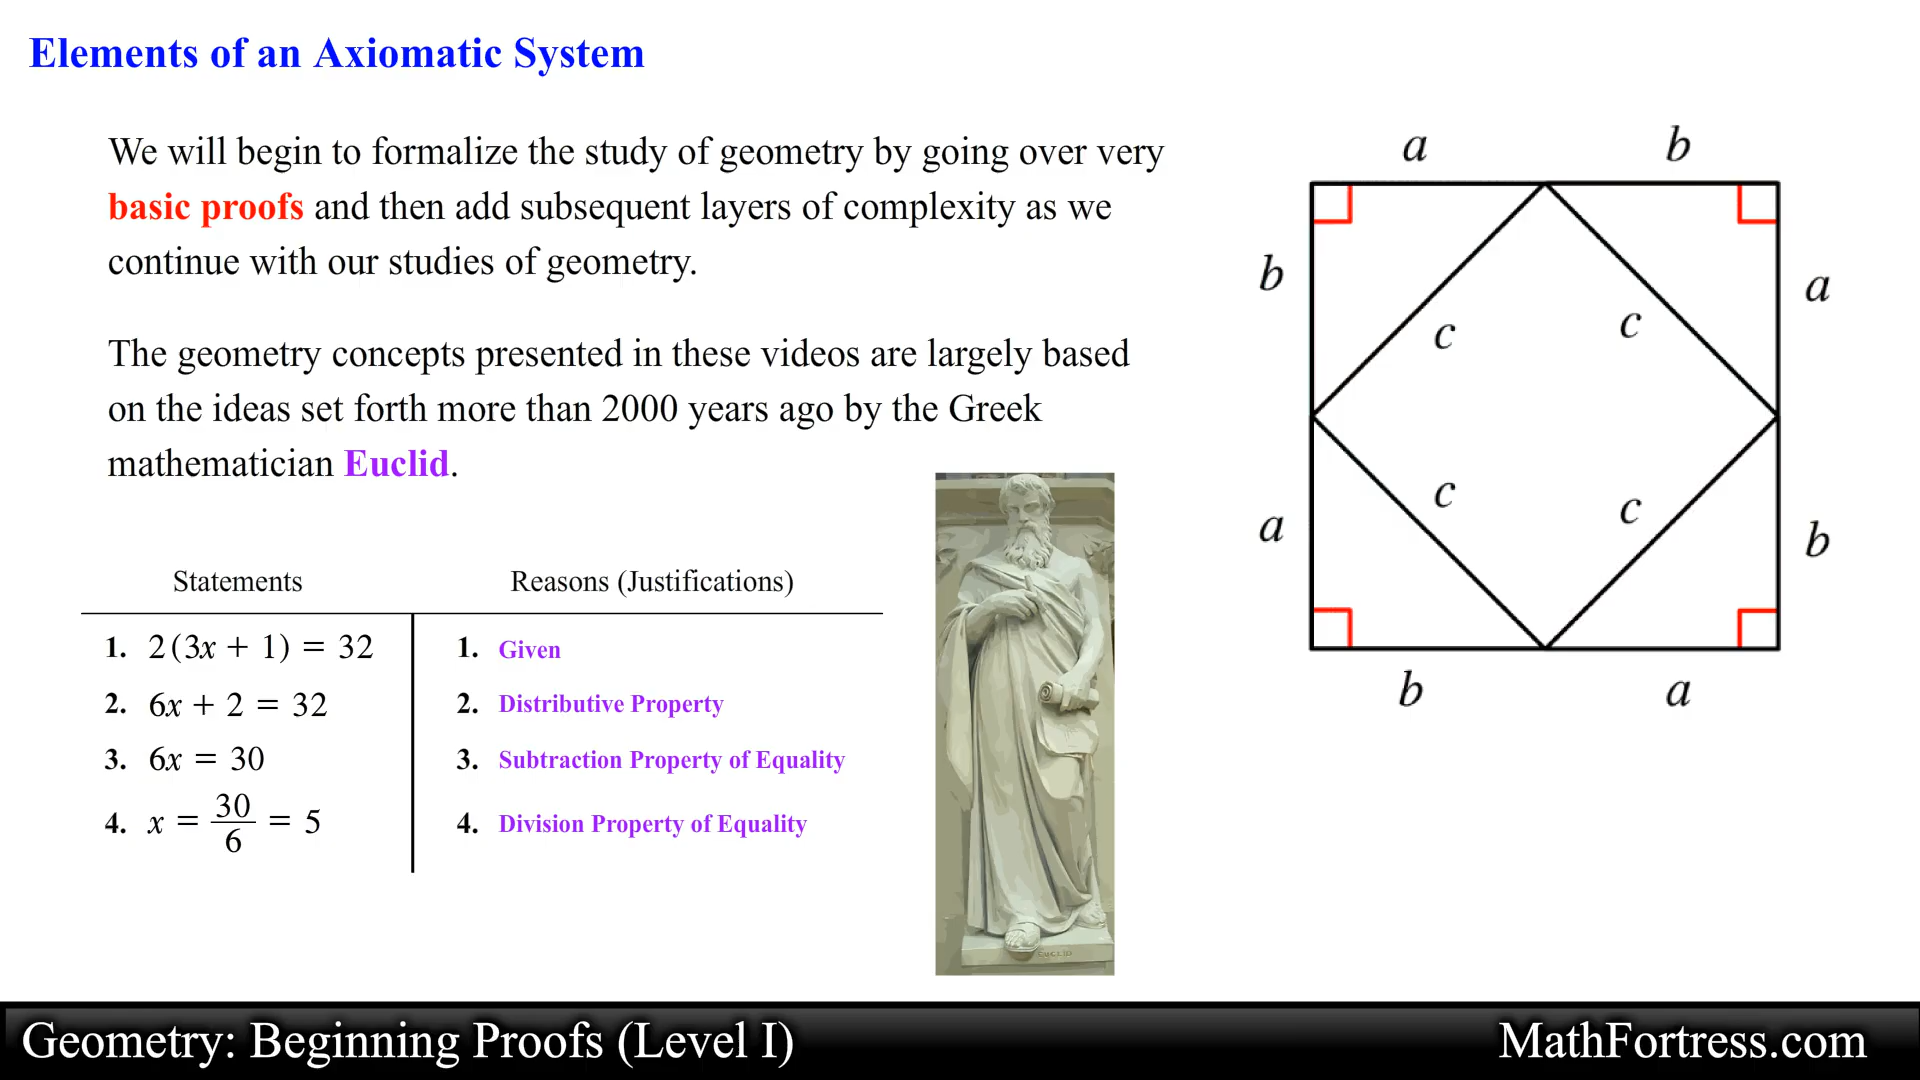 Elements of an Axiomatic System
We will begin to formalize the study of geometry by going over very
basic proofs and then add subsequent layers of complexity as we
continue with our studies of geometry.
The geometry concepts presented in these videos are largely based
on the ideas set forth more than 2000 years ago by the Greek
mathematician Euclid.
Statements Reasons (Justifications)
1. 2(3x + 1) = 32 1. Given
2. 6x + 2 = 32 2. Distributive Property
3. 6x = 30 3. Subtraction Property of Equality
4. x = 30/6 = 5 4. Division Property of Equality
EUCLID
a b
b a
c c
c c
a b
b a
Geometry: Beginning Proofs (Level I) MathFortress.com